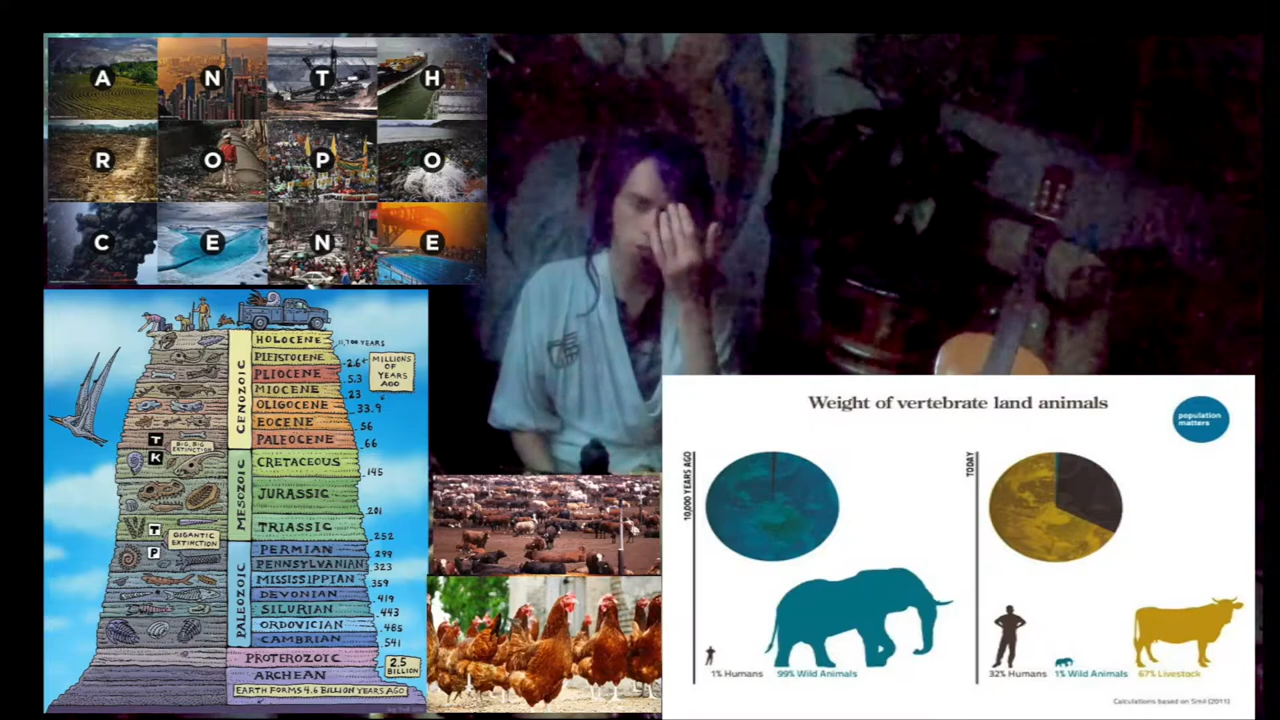 A N T H
R O P O
C E N E
HOLOCENE
11,700 YEARS
PLEISTOCENE
2.6
MILLIONS
OF
YEARS
AGO
PLIOCENE
5.3
MIOCENE
23
OLIGOCENE
33.9
EOCENE
56
PALEOCENE
66
CENOZOIC
T
BIG, BIG
EXTINCTION
K
CRETACEOUS
145
JURASSIC
201
MESOZOIC
TRIASSIC
252
T
GIGANTIC
EXTINCTION
P
PERMIAN
299
PENNSYLVANIAN
323
MISSISSIPPIAN
359
DEVONIAN
419
SILURIAN
443
ORDOVICIAN
485
CAMBRIAN
541
PALEOZOIC
PROTEROZOIC
2.5
BILLION
ARCHEAN
EARTH FORMS 4.6 BILLION YEARS AGO
Weight of vertebrate land animals
population
matters
10,000 YEARS AGO
TODAY
1% Humans 99% Wild Animals
32% Humans 1% Wild Animals 67% Livestock
Calculations based on Smil (2011)